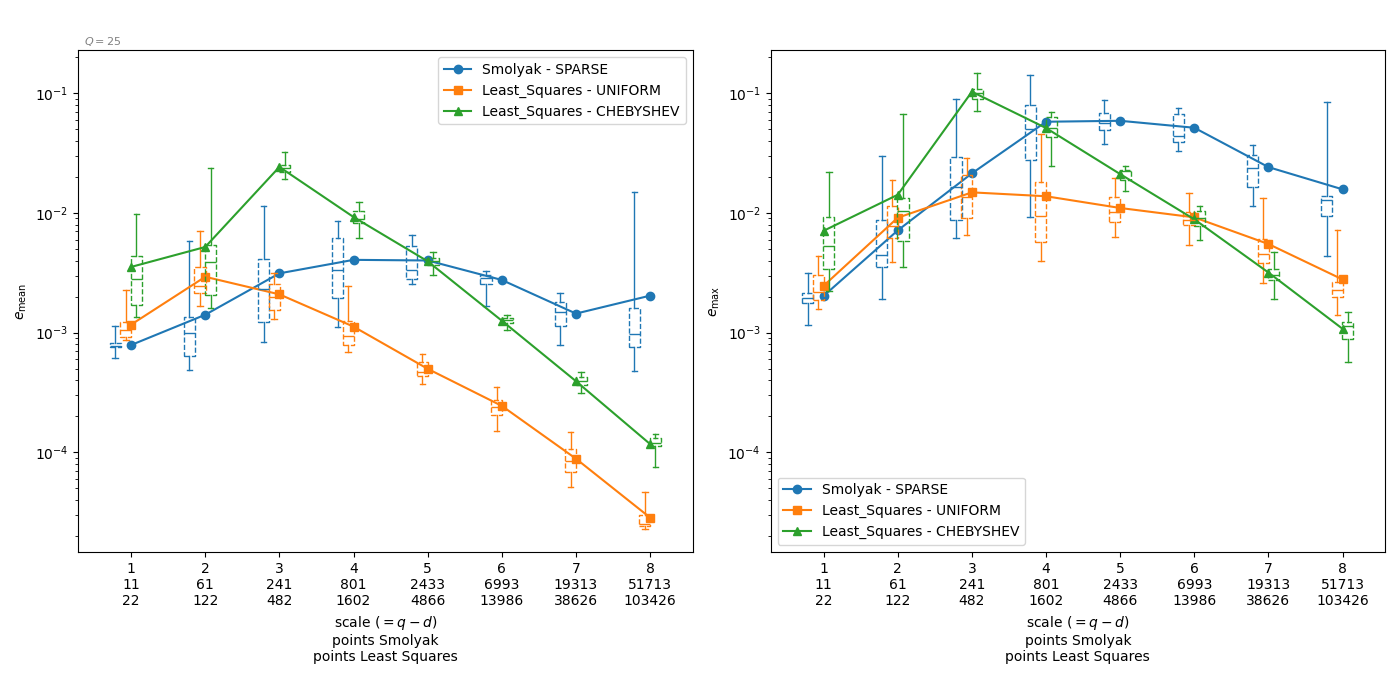 Q = 25
Smolyak - SPARSE
Least_Squares - UNIFORM
Least_Squares - CHEBYSHEV
10⁻¹
10⁻²
10⁻³
10⁻⁴
e_mean
1 2 3 4 5 6 7 8
11 61 241 801 2433 6993 19313 51713
22 122 482 1602 4866 13986 38626 103426
scale (= q − d)
points Smolyak
points Least Squares
10⁻¹
10⁻²
10⁻³
10⁻⁴
e_max
Smolyak - SPARSE
Least_Squares - UNIFORM
Least_Squares - CHEBYSHEV
1 2 3 4 5 6 7 8
11 61 241 801 2433 6993 19313 51713
22 122 482 1602 4866 13986 38626 103426
scale (= q − d)
points Smolyak
points Least Squares